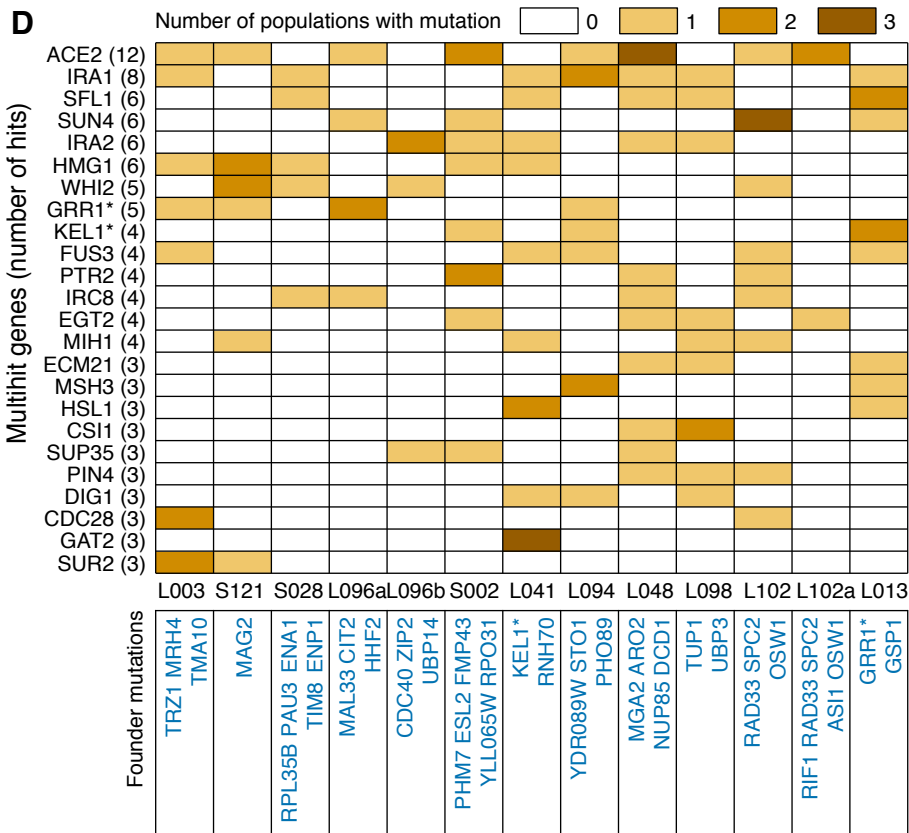 D
Number of populations with mutation 0 1 2 3
Multihit genes (number of hits)
ACE2 (12)
IRA1 (8)
SFL1 (6)
SUN4 (6)
IRA2 (6)
HMG1 (6)
WHI2 (5)
GRR1* (5)
KEL1* (4)
FUS3 (4)
PTR2 (4)
IRC8 (4)
EGT2 (4)
MIH1 (4)
ECM21 (3)
MSH3 (3)
HSL1 (3)
CSI1 (3)
SUP35 (3)
PIN4 (3)
DIG1 (3)
CDC28 (3)
GAT2 (3)
SUR2 (3)
L003 S121 S028 L096a L096b S002 L041 L094 L048 L098 L102 L102a L013
Founder mutations
TRZ1 MRH4
TMA10
MAG2
RPL35B PAU3 ENA1
TIM8 ENP1
MAL33 CIT2
HHF2
CDC40 ZIP2
UBP14
PHM7 ESL2 FMP43
YLL065W RPO31
KEL1*
RNH70
YDR089W STO1
PHO89
MGA2 ARO2
NUP85 DCD1
TUP1
UBP3
RAD33 SPC2
OSW1
RIF1 RAD33 SPC2
ASI1 OSW1
GRR1*
GSP1